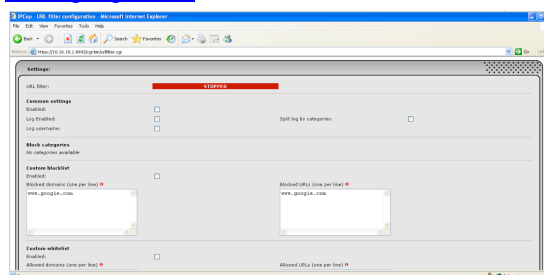 IPCop - URL filter configuration - Microsoft Internet Explorer
File Edit View Favorites Tools Help
Back Search Favorites
Address https://10.16.10.1:8443/cgi-bin/urlfilter.cgi Go
Settings:
URL filter: STOPPED
Common settings
Enabled:
Log Enabled: Split log by categories:
Log username:
Block categories
No categories available
Custom blacklist
Enabled:
Blocked domains (one per line) Blocked URLs (one per line)
www.google.com www.google.com
Custom whitelist
Enabled:
Allowed domains (one per line) Allowed URLs (one per line)